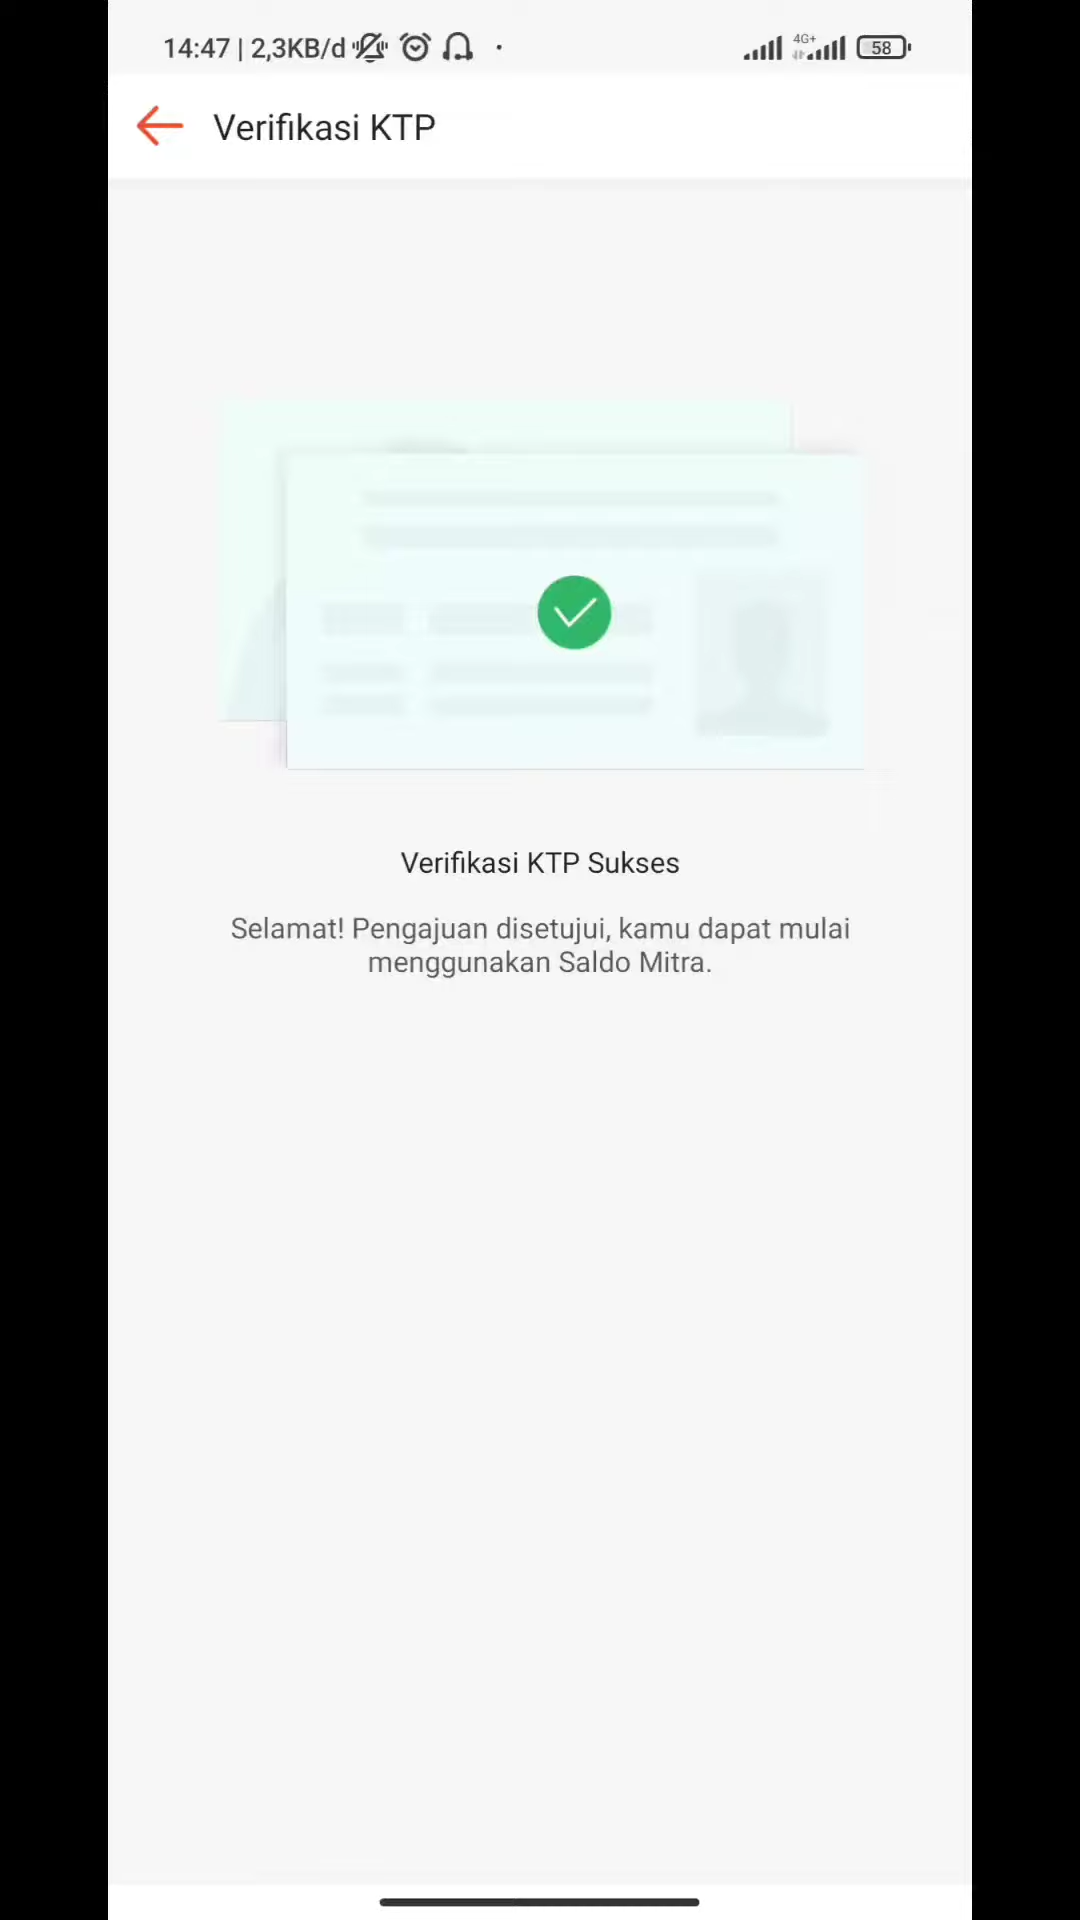 14:47 | 2,3KB/d
4G+
58
Verifikasi KTP
Verifikasi KTP Sukses
Selamat! Pengajuan disetujui, kamu dapat mulai
menggunakan Saldo Mitra.